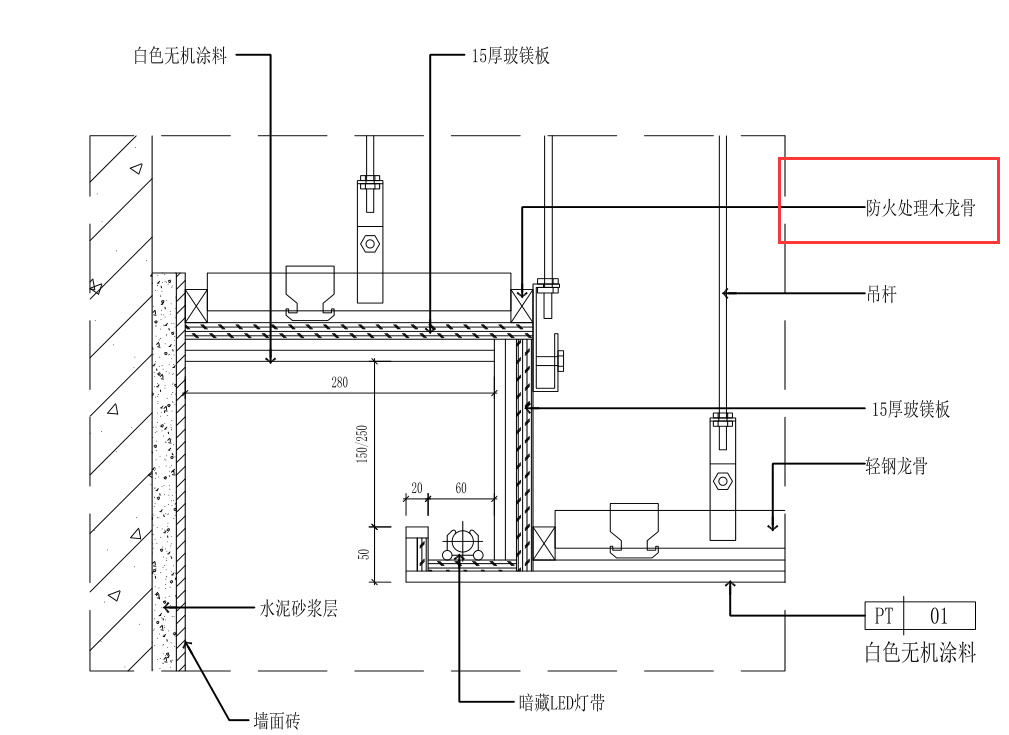 白色无机涂料
15厚玻镁板
防火处理木龙骨
吊杆
280
150/250
15厚玻镁板
轻钢龙骨
20
60
50
水泥砂浆层
PT 01
白色无机涂料
暗藏LED灯带
墙面砖